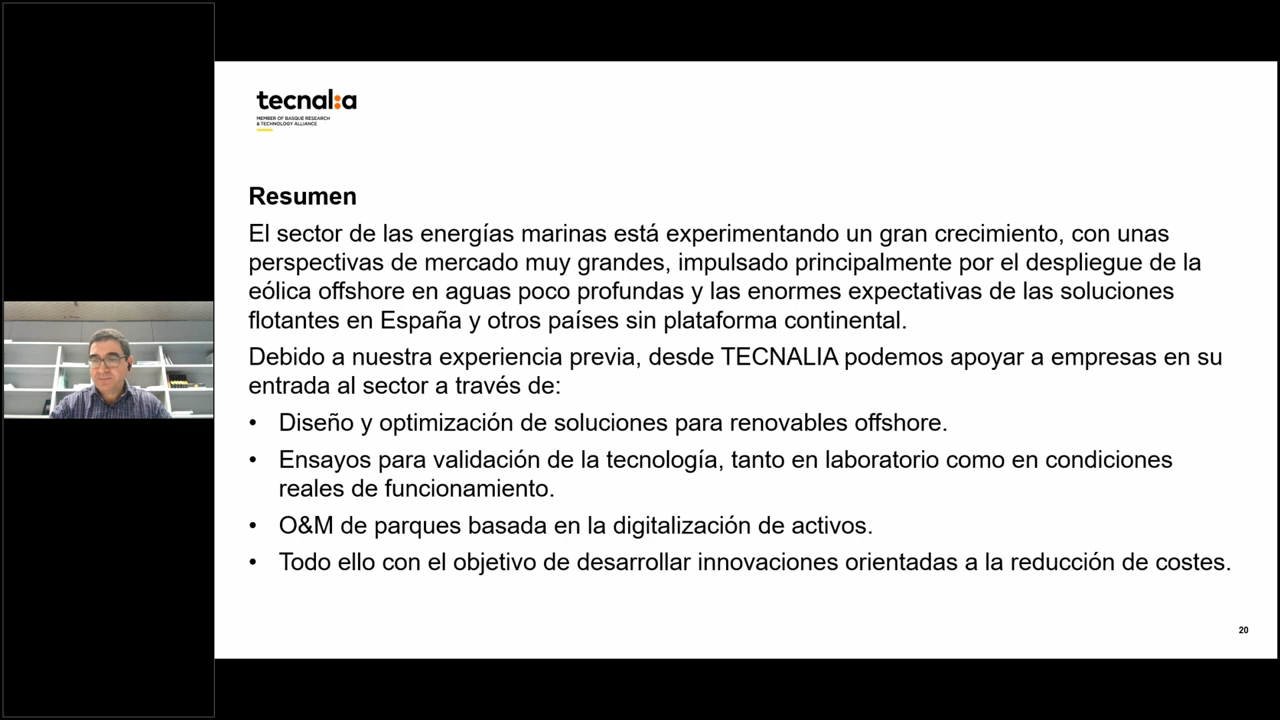 tecnal:a
MEMBER OF BASQUE RESEARCH
& TECHNOLOGY ALLIANCE
Resumen
El sector de las energías marinas está experimentando un gran crecimiento, con unas
perspectivas de mercado muy grandes, impulsado principalmente por el despliegue de la
eólica offshore en aguas poco profundas y las enormes expectativas de las soluciones
flotantes en España y otros países sin plataforma continental.
Debido a nuestra experiencia previa, desde TECNALIA podemos apoyar a empresas en su
entrada al sector a través de:
• Diseño y optimización de soluciones para renovables offshore.
• Ensayos para validación de la tecnología, tanto en laboratorio como en condiciones
reales de funcionamiento.
• O&M de parques basada en la digitalización de activos.
• Todo ello con el objetivo de desarrollar innovaciones orientadas a la reducción de costes.
20